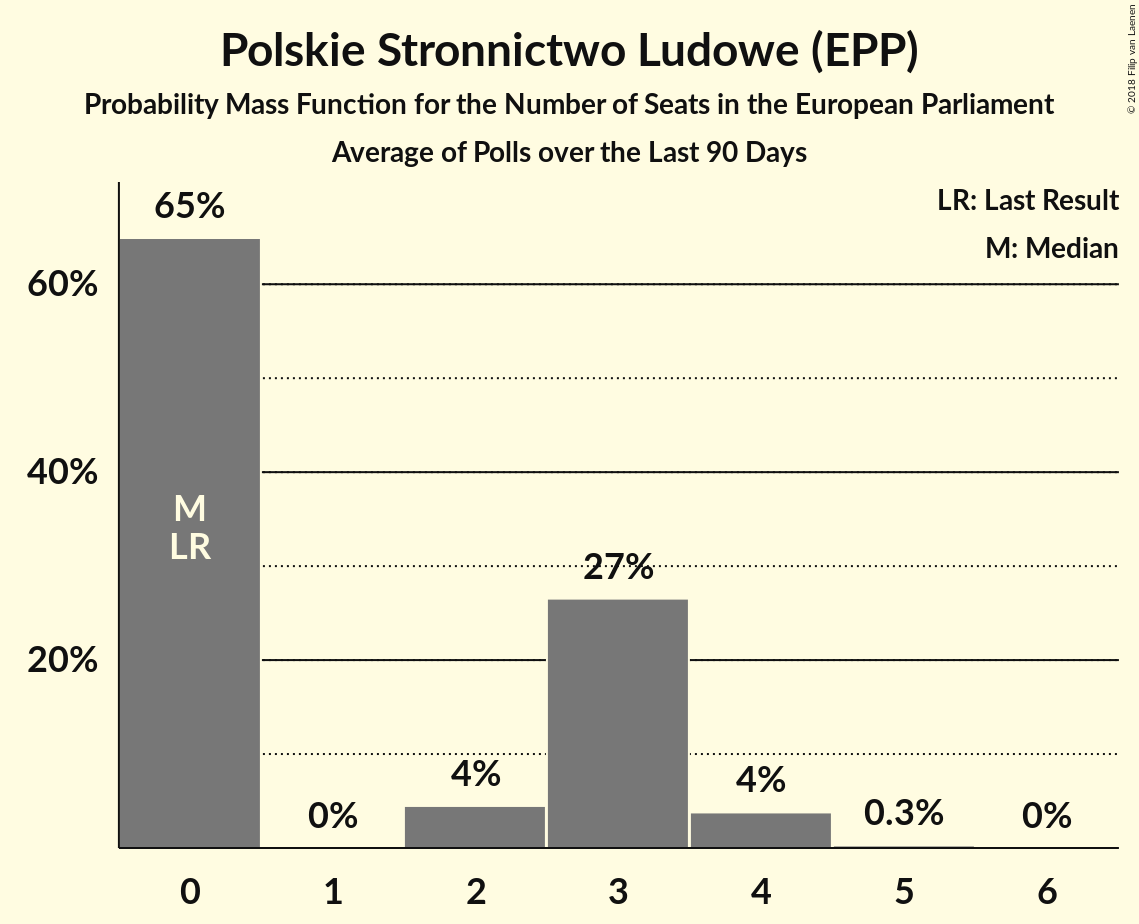 Polskie Stronnictwo Ludowe (EPP)
Probability Mass Function for the Number of Seats in the European Parliament
Average of Polls over the Last 90 Days
© 2018 Filip van Laenen
LR: Last Result
M: Median
65%
60%
40%
20%
M
LR
0%
4%
27%
4%
0.3%
0%
0 1 2 3 4 5 6